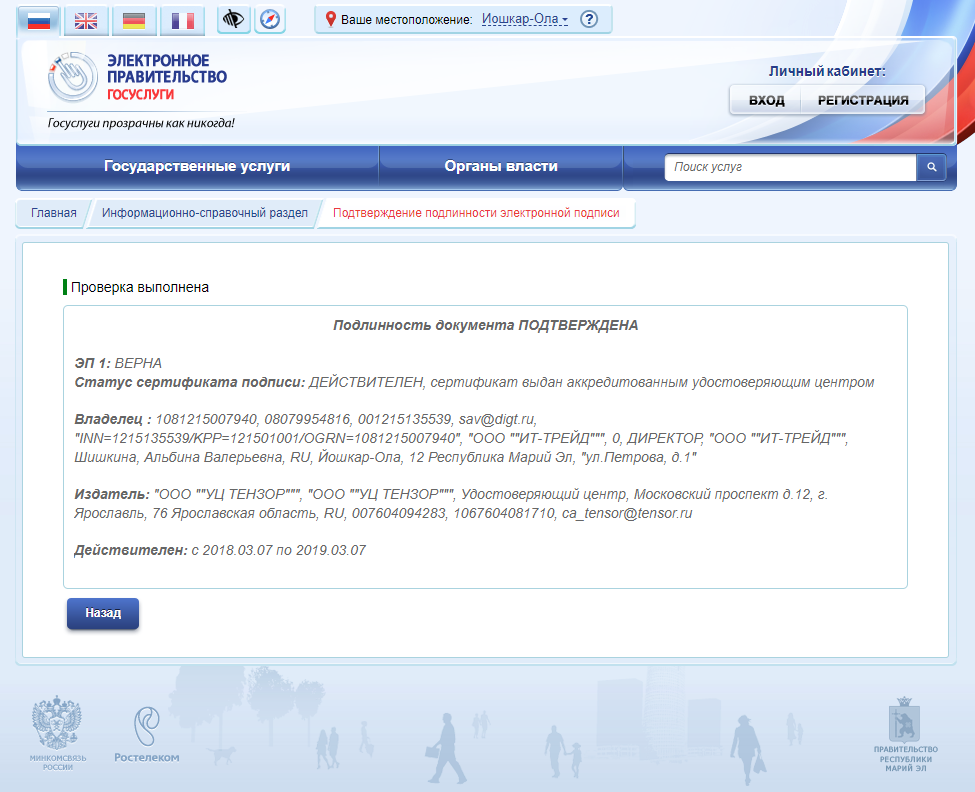 Ваше местоположение: Йошкар-Ола ?
ЭЛЕКТРОННОЕ
ПРАВИТЕЛЬСТВО
ГОСУСЛУГИ
Госуслуги прозрачны как никогда!
Личный кабинет:
ВХОД РЕГИСТРАЦИЯ
Государственные услуги Органы власти Поиск услуг
Главная Информационно-справочный раздел Подтверждение подлинности электронной подписи
Проверка выполнена
Подлинность документа ПОДТВЕРЖДЕНА
ЭП 1: ВЕРНА
Статус сертификата подписи: ДЕЙСТВИТЕЛЕН, сертификат выдан аккредитованным удостоверяющим центром
Владелец : 1081215007940, 08079954816, 001215135539, sav@digt.ru,
"INN=1215135539/KPP=121501001/OGRN=1081215007940", "ООО ""ИТ-ТРЕЙД""", 0, ДИРЕКТОР, "ООО ""ИТ-ТРЕЙД""",
Шишкина, Альбина Валерьевна, RU, Йошкар-Ола, 12 Республика Марий Эл, "ул.Петрова, д.1"
Издатель: "ООО ""УЦ ТЕНЗОР""", "ООО ""УЦ ТЕНЗОР""", Удостоверяющий центр, Московский проспект д.12, г.
Ярославль, 76 Ярославская область, RU, 007604094283, 1067604081710, ca_tensor@tensor.ru
Действителен: с 2018.03.07 по 2019.03.07
Назад
МИНКОМСВЯЗЬ
РОССИИ
Ростелеком
ПРАВИТЕЛЬСТВО
РЕСПУБЛИКИ
МАРИЙ ЭЛ